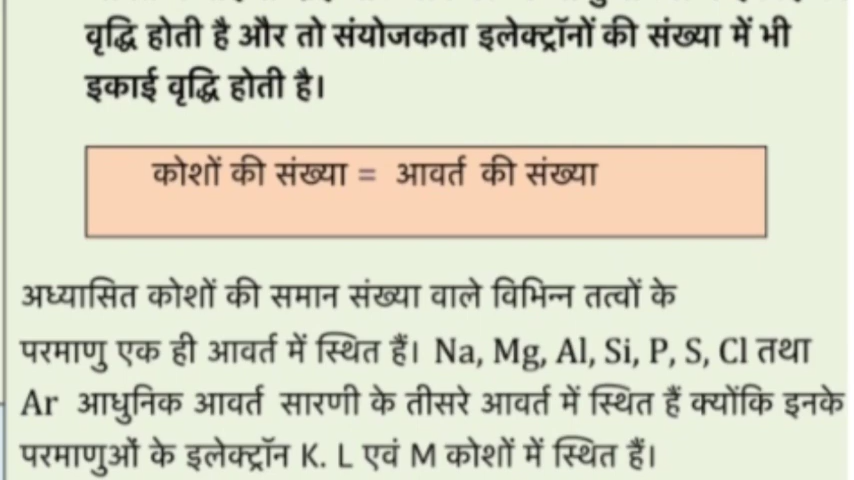 वृद्धि होती है और तो संयोजकता इलेक्ट्रॉनों की संख्या में भी
इकाई वृद्धि होती है।
कोशों की संख्या = आवर्त की संख्या
अध्यासित कोशों की समान संख्या वाले विभिन्न तत्वों के
परमाणु एक ही आवर्त में स्थित हैं। Na, Mg, Al, Si, P, S, Cl तथा
Ar आधुनिक आवर्त सारणी के तीसरे आवर्त में स्थित हैं क्योंकि इनके
परमाणुओं के इलेक्ट्रॉन K. L एवं M कोशों में स्थित हैं।